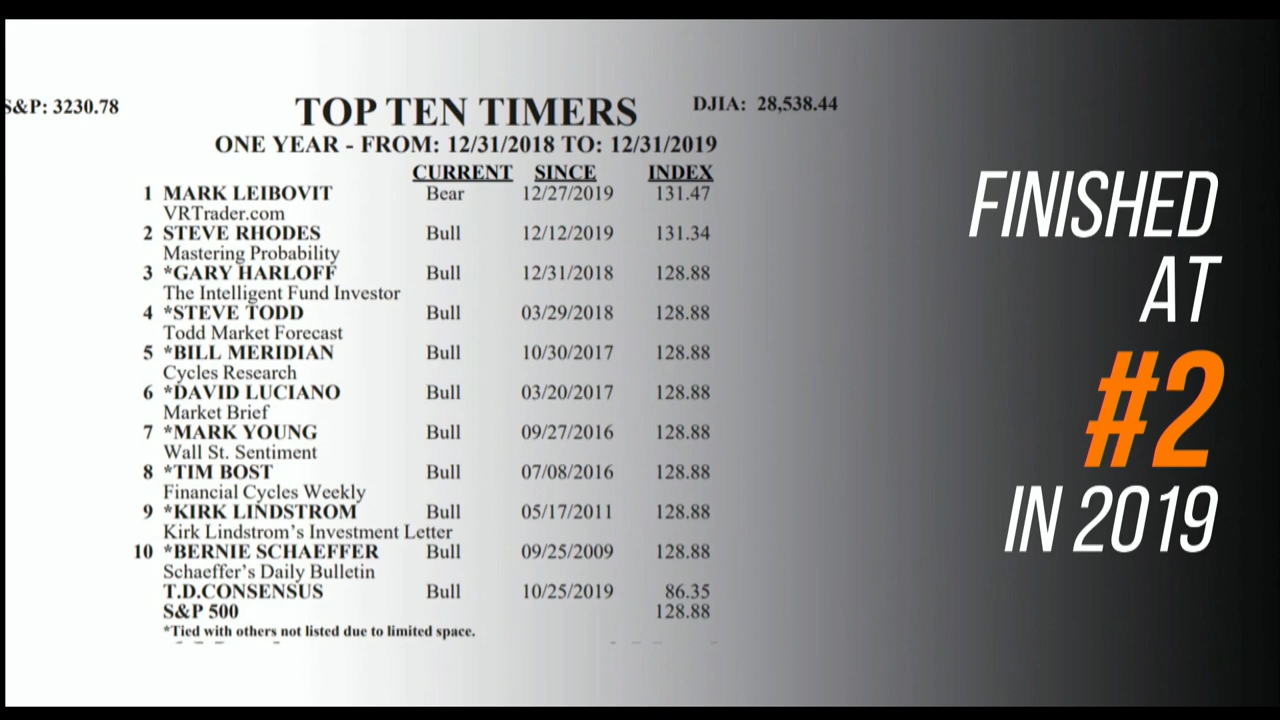 S&P: 3230.78 TOP TEN TIMERS DJIA: 28,538.44
ONE YEAR - FROM: 12/31/2018 TO: 12/31/2019
CURRENT SINCE INDEX
1 MARK LEIBOVIT Bear 12/27/2019 131.47
VRTrader.com
2 STEVE RHODES Bull 12/12/2019 131.34
Mastering Probability
3 *GARY HARLOFF Bull 12/31/2018 128.88
The Intelligent Fund Investor
4 *STEVE TODD Bull 03/29/2018 128.88
Todd Market Forecast
5 *BILL MERIDIAN Bull 10/30/2017 128.88
Cycles Research
6 *DAVID LUCIANO Bull 03/20/2017 128.88
Market Brief
7 *MARK YOUNG Bull 09/27/2016 128.88
Wall St. Sentiment
8 *TIM BOST Bull 07/08/2016 128.88
Financial Cycles Weekly
9 *KIRK LINDSTROM Bull 05/17/2011 128.88
Kirk Lindstrom's Investment Letter
10 *BERNIE SCHAEFFER Bull 09/25/2009 128.88
Schaeffer's Daily Bulletin
T.D.CONSENSUS Bull 10/25/2019 86.35
S&P 500 128.88
*Tied with others not listed due to limited space.
FINISHED
AT
#2
IN 2019